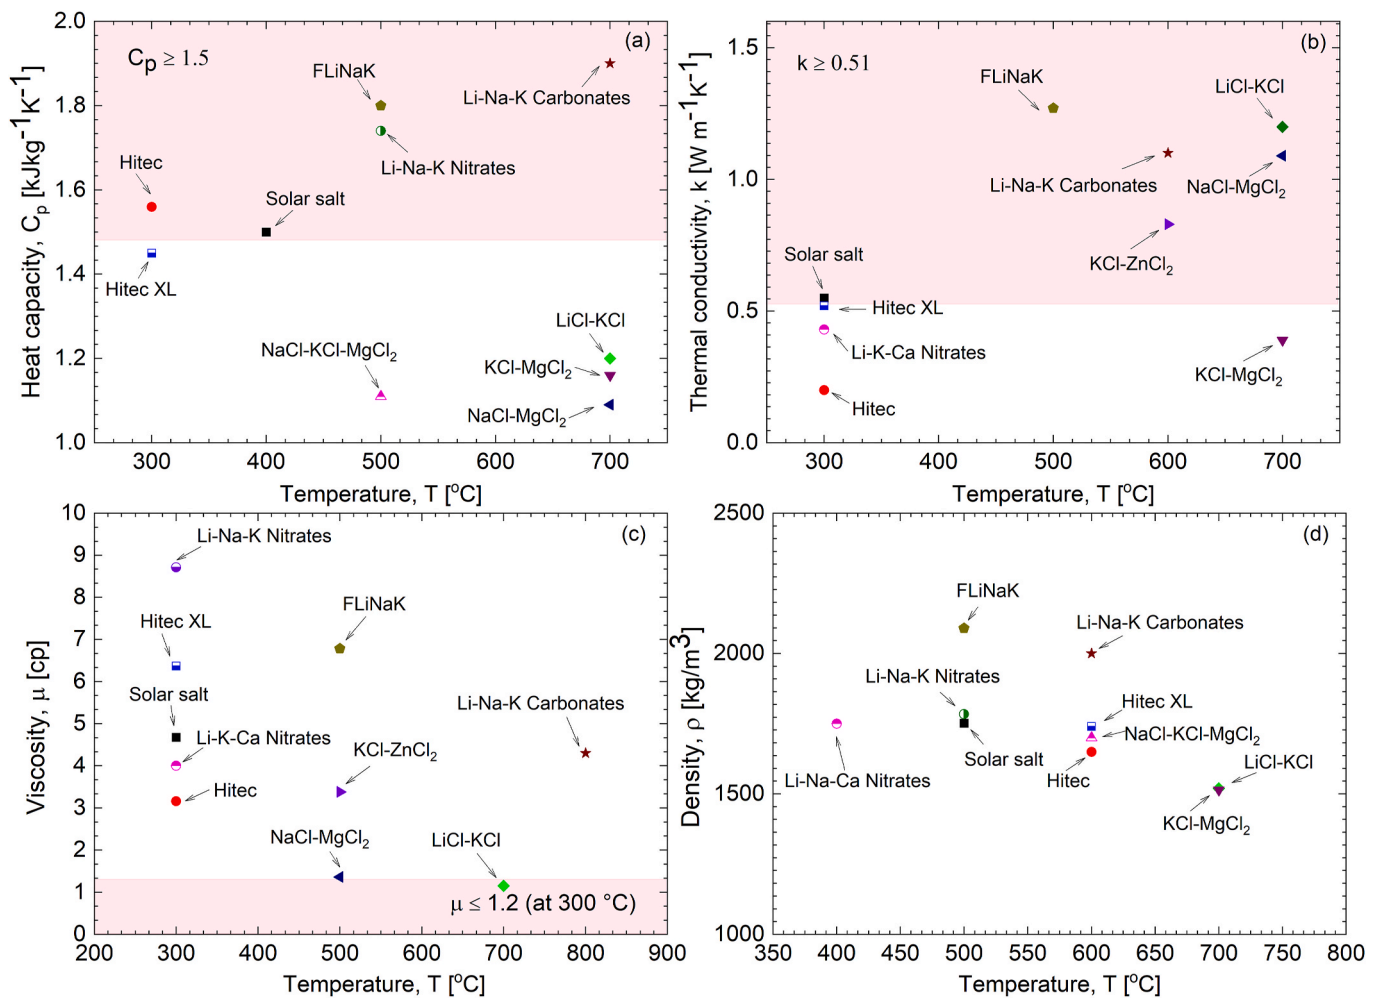 (a)
C_p ≥ 1.5
FLiNaK
Li-Na-K Carbonates
Li-Na-K Nitrates
Hitec
Solar salt
Hitec XL
LiCl-KCl
NaCl-KCl-MgCl₂
KCl-MgCl₂
NaCl-MgCl₂
Heat capacity, C_p [kJkg⁻¹K⁻¹]
2.0
1.8
1.6
1.4
1.2
1.0
300 400 500 600 700
Temperature, T [°C]
(b)
k ≥ 0.51
FLiNaK
LiCl-KCl
Li-Na-K Carbonates
NaCl-MgCl₂
KCl-ZnCl₂
Solar salt
Hitec XL
Li-K-Ca Nitrates
KCl-MgCl₂
Hitec
Thermal conductivity, k [W m⁻¹K⁻¹]
1.5
1.0
0.5
0.0
300 400 500 600 700
Temperature, T [°C]
(c)
Li-Na-K Nitrates
FLiNaK
Hitec XL
Solar salt
Li-Na-K Carbonates
Li-K-Ca Nitrates
KCl-ZnCl₂
Hitec
NaCl-MgCl₂
LiCl-KCl
μ ≤ 1.2 (at 300 °C)
Viscosity, μ [cp]
10
9
8
7
6
5
4
3
2
1
0
200 300 400 500 600 700 800 900
Temperature, T [°C]
(d)
FLiNaK
Li-Na-K Carbonates
Li-Na-K Nitrates
Hitec XL
NaCl-KCl-MgCl₂
Solar salt
Li-Na-Ca Nitrates
Hitec
LiCl-KCl
KCl-MgCl₂
Density, ρ [kg/m³]
2500
2000
1500
1000
350 400 450 500 550 600 650 700 750 800
Temperature, T [°C]